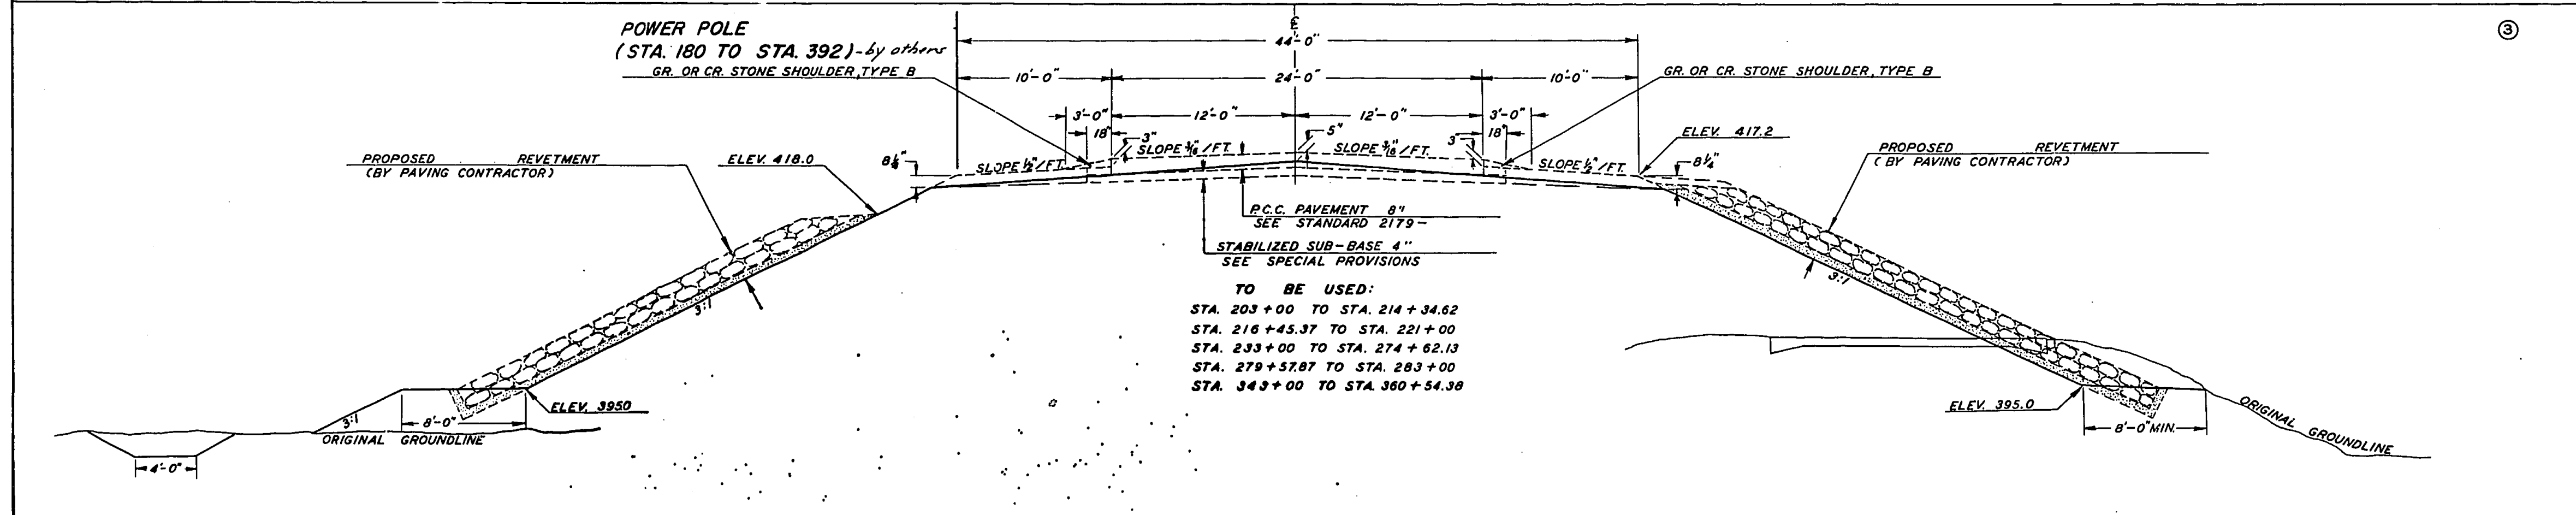 POWER POLE
(STA. 180 TO STA. 392)-by others
GR. OR CR. STONE SHOULDER, TYPE B
℄
44'-0"
③
10'-0"
24'-0"
10'-0"
GR. OR CR. STONE SHOULDER, TYPE B
3'-0"
12'-0"
12'-0"
3'-0"
18"
3"
5"
3"
18"
ELEV. 417.2
PROPOSED REVETMENT
(BY PAVING CONTRACTOR)
ELEV. 418.0
8¼"
SLOPE ½"/FT.
SLOPE 3/16"/FT.
SLOPE 3/16"/FT.
SLOPE ½"/FT.
8¼"
PROPOSED REVETMENT
(BY PAVING CONTRACTOR)
P.C.C. PAVEMENT 8"
SEE STANDARD 2179-
STABILIZED SUB-BASE 4"
SEE SPECIAL PROVISIONS
3:1
3:1
TO BE USED:
STA. 203+00 TO STA. 214+34.62
STA. 216+45.37 TO STA. 221+00
STA. 233+00 TO STA. 274+62.13
STA. 279+57.87 TO STA. 283+00
STA. 343+00 TO STA. 360+54.38
ELEV. 395.0
ELEV. 395.0
3:1
8'-0"
8'-0" MIN.
ORIGINAL GROUNDLINE
ORIGINAL GROUNDLINE
4'-0"